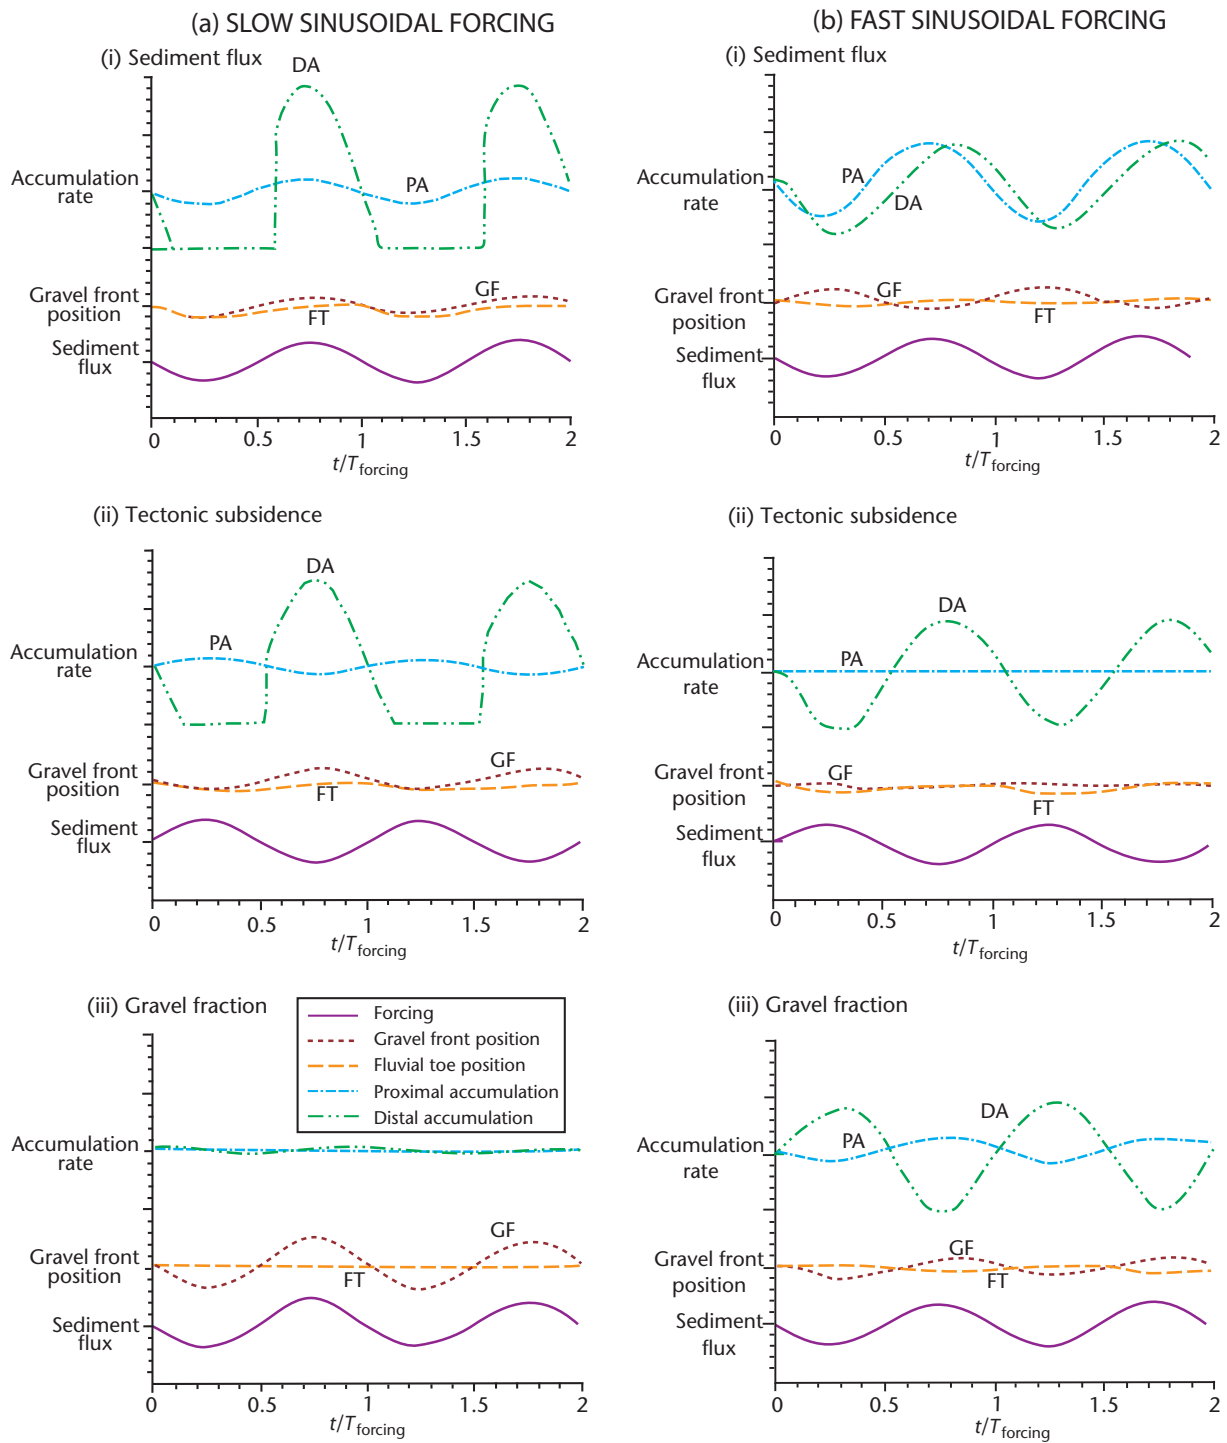 (a) SLOW SINUSOIDAL FORCING
(i) Sediment flux
DA
PA
Accumulation
rate
GF
FT
Gravel front
position
Sediment
flux
0
0.5
1
1.5
2
t/Tforcing
(ii) Tectonic subsidence
DA
PA
Accumulation
rate
GF
FT
Gravel front
position
Sediment
flux
0
0.5
1
1.5
2
t/Tforcing
(iii) Gravel fraction
Forcing
Gravel front position
Fluvial toe position
Proximal accumulation
Distal accumulation
Accumulation
rate
GF
FT
Gravel front
position
Sediment
flux
0
0.5
1
1.5
2
t/Tforcing
(b) FAST SINUSOIDAL FORCING
(i) Sediment flux
PA
DA
Accumulation
rate
GF
FT
Gravel front
position
Sediment
flux
0
0.5
1
1.5
2
t/Tforcing
(ii) Tectonic subsidence
DA
PA
Accumulation
rate
GF
FT
Gravel front
position
Sediment
flux
0
0.5
1
1.5
2
t/Tforcing
(iii) Gravel fraction
DA
PA
Accumulation
rate
GF
FT
Gravel front
position
Sediment
flux
0
0.5
1
1.5
2
t/Tforcing